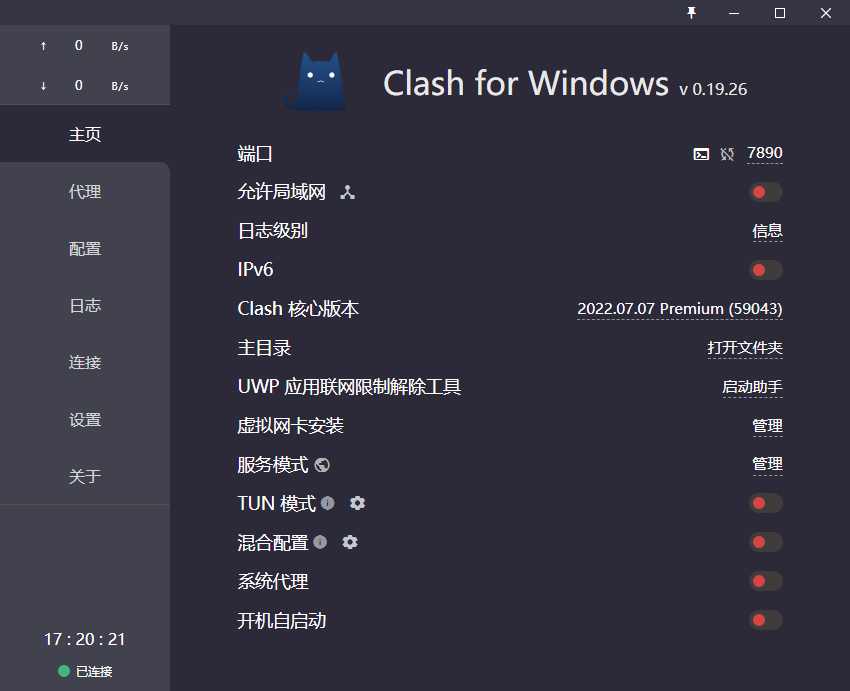 ↑ 0 B/s
↓ 0 B/s
主页
代理
配置
日志
连接
设置
关于
17 : 20 : 21
已连接
Clash for Windows v 0.19.26
端口 7890
允许局域网
日志级别 信息
IPv6
Clash 核心版本 2022.07.07 Premium (59043)
主目录 打开文件夹
UWP 应用联网限制解除工具 启动助手
虚拟网卡安装 管理
服务模式 管理
TUN 模式
混合配置
系统代理
开机自启动